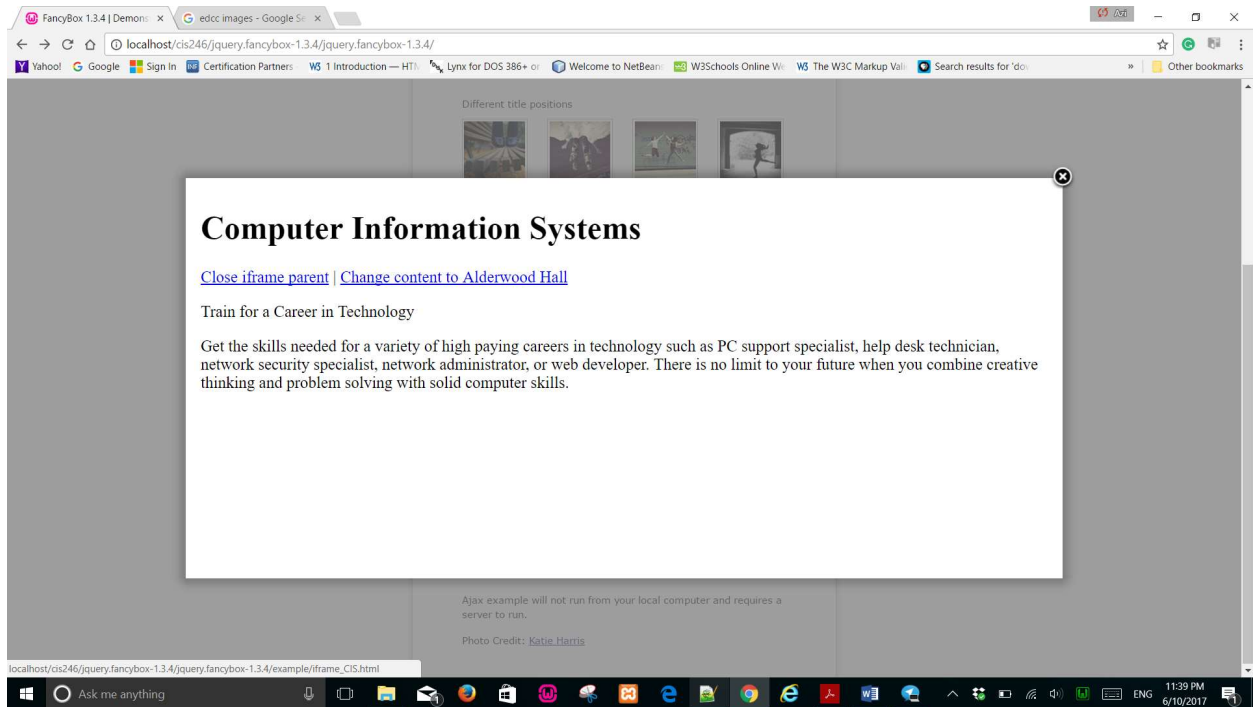 FancyBox 1.3.4 | Demons
edcc images - Google Se
Azi
localhost/cis246/jquery.fancybox-1.3.4/jquery.fancybox-1.3.4/
Yahoo! Google Sign In Certification Partners W3 1 Introduction — HTM Lynx for DOS 386+ or Welcome to NetBeans W3Schools Online We W3 The W3C Markup Vali Search results for 'do » Other bookmarks
Different title positions
Computer Information Systems
Close iframe parent | Change content to Alderwood Hall
Train for a Career in Technology
Get the skills needed for a variety of high paying careers in technology such as PC support specialist, help desk technician,
network security specialist, network administrator, or web developer. There is no limit to your future when you combine creative
thinking and problem solving with solid computer skills.
Ajax example will not run from your local computer and requires a
server to run.
Photo Credit: Katie Harris
localhost/cis246/jquery.fancybox-1.3.4/jquery.fancybox-1.3.4/example/iframe_CIS.html
Ask me anything
ENG
11:39 PM
6/10/2017